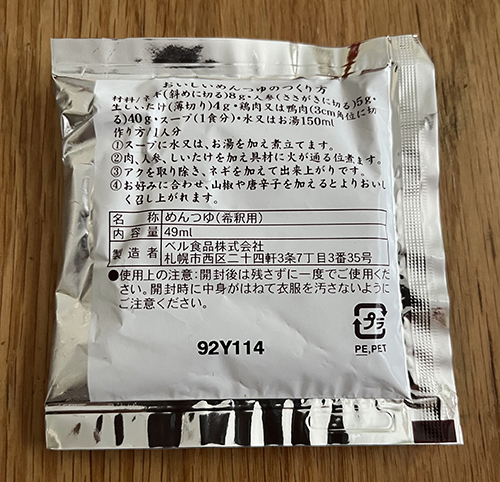 おいしいめんつゆのつくり方
材料/ネギ(斜めに切る)8g・人参(ささがきに切る)5g・
生しいたけ(薄切り)4g・鶏肉又は鴨肉(3cm角位に切
る)40g・スープ(1食分)・水又はお湯150ml
作り方/1人分
①スープに水又は、お湯を加え煮立てます。
②肉、人参、しいたけを加え具材に火が通る位煮ます。
③アクを取り除き、ネギを加えて出来上がりです。
④お好みに合わせ、山椒や唐辛子を加えるとよりおいし
く召し上がれます。
名称 めんつゆ(希釈用)
内容量 49ml
製造者 ベル食品株式会社
札幌市西区二十四軒3条7丁目3番35号
●使用上の注意:開封後は残さずに一度でご使用くださ
い。開封時に中身がはねて衣服を汚さないように
ご注意ください。
プラ
PE,PET
92Y114